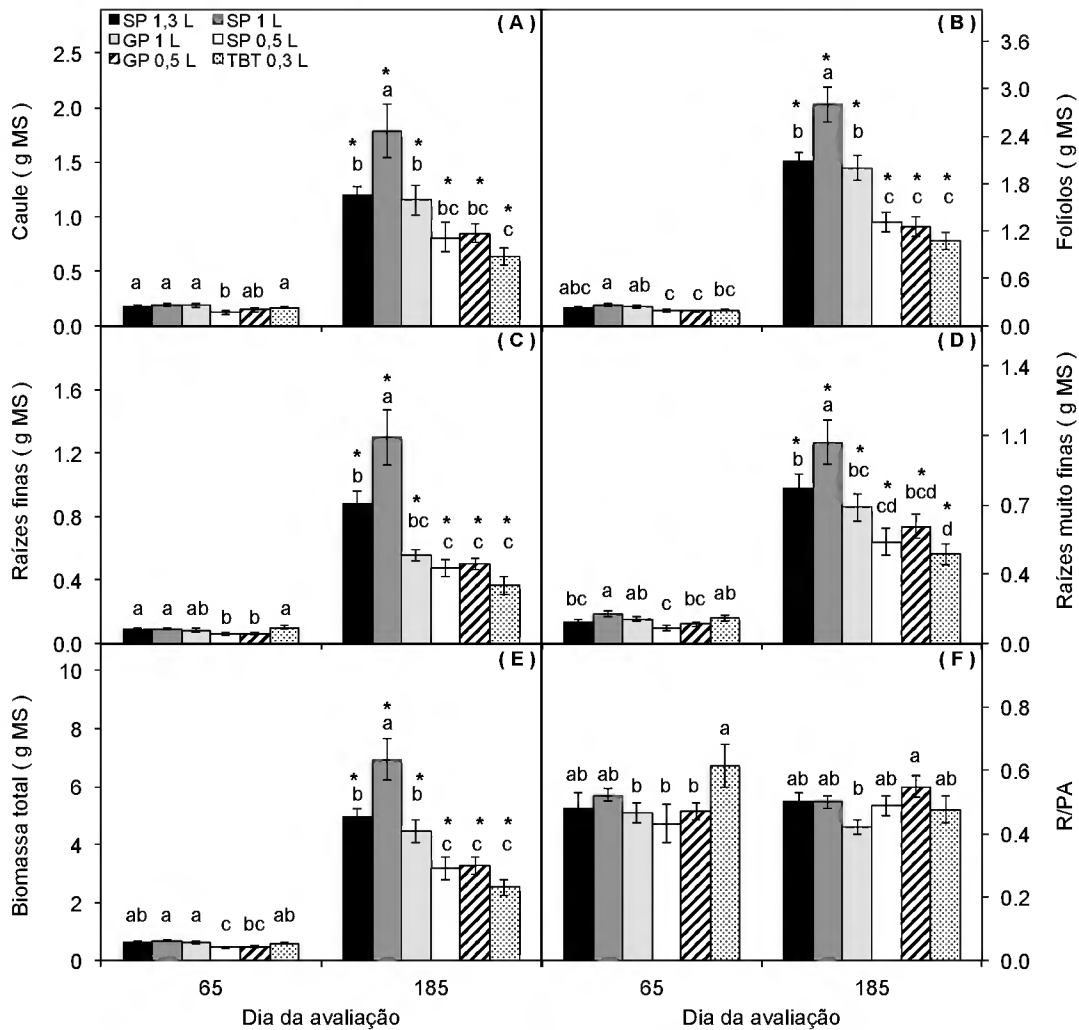 SP 1,3 L
SP 1 L
GP 1 L
SP 0,5 L
GP 0,5 L
TBT 0,3 L
( A )
Caule ( g MS )
2.5
2.0
1.5
1.0
0.5
0.0
a a a b ab a
* * * * * *
b a b bc bc c
( B )
Folíolos ( g MS )
3.6
3.0
2.4
1.8
1.2
0.6
0.0
abc a ab c c bc
* * * * * *
b a b c c c
( C )
Raízes finas ( g MS )
1.6
1.2
0.8
0.4
0.0
a a ab b b a
* * * * * *
b a bc c c c
( D )
Raízes muito finas ( g MS )
1.4
1.1
0.7
0.4
0.0
bc a ab c bc ab
* * * * * *
b a bc cd bcd d
( E )
Biomassa total ( g MS )
10
8
6
4
2
0
ab a a c bc ab
* * * * * *
b a b c c c
65
185
Dia da avaliação
( F )
R/PA
0.8
0.6
0.4
0.2
0.0
ab ab b b b a
ab ab b ab a ab
65
185
Dia da avaliação